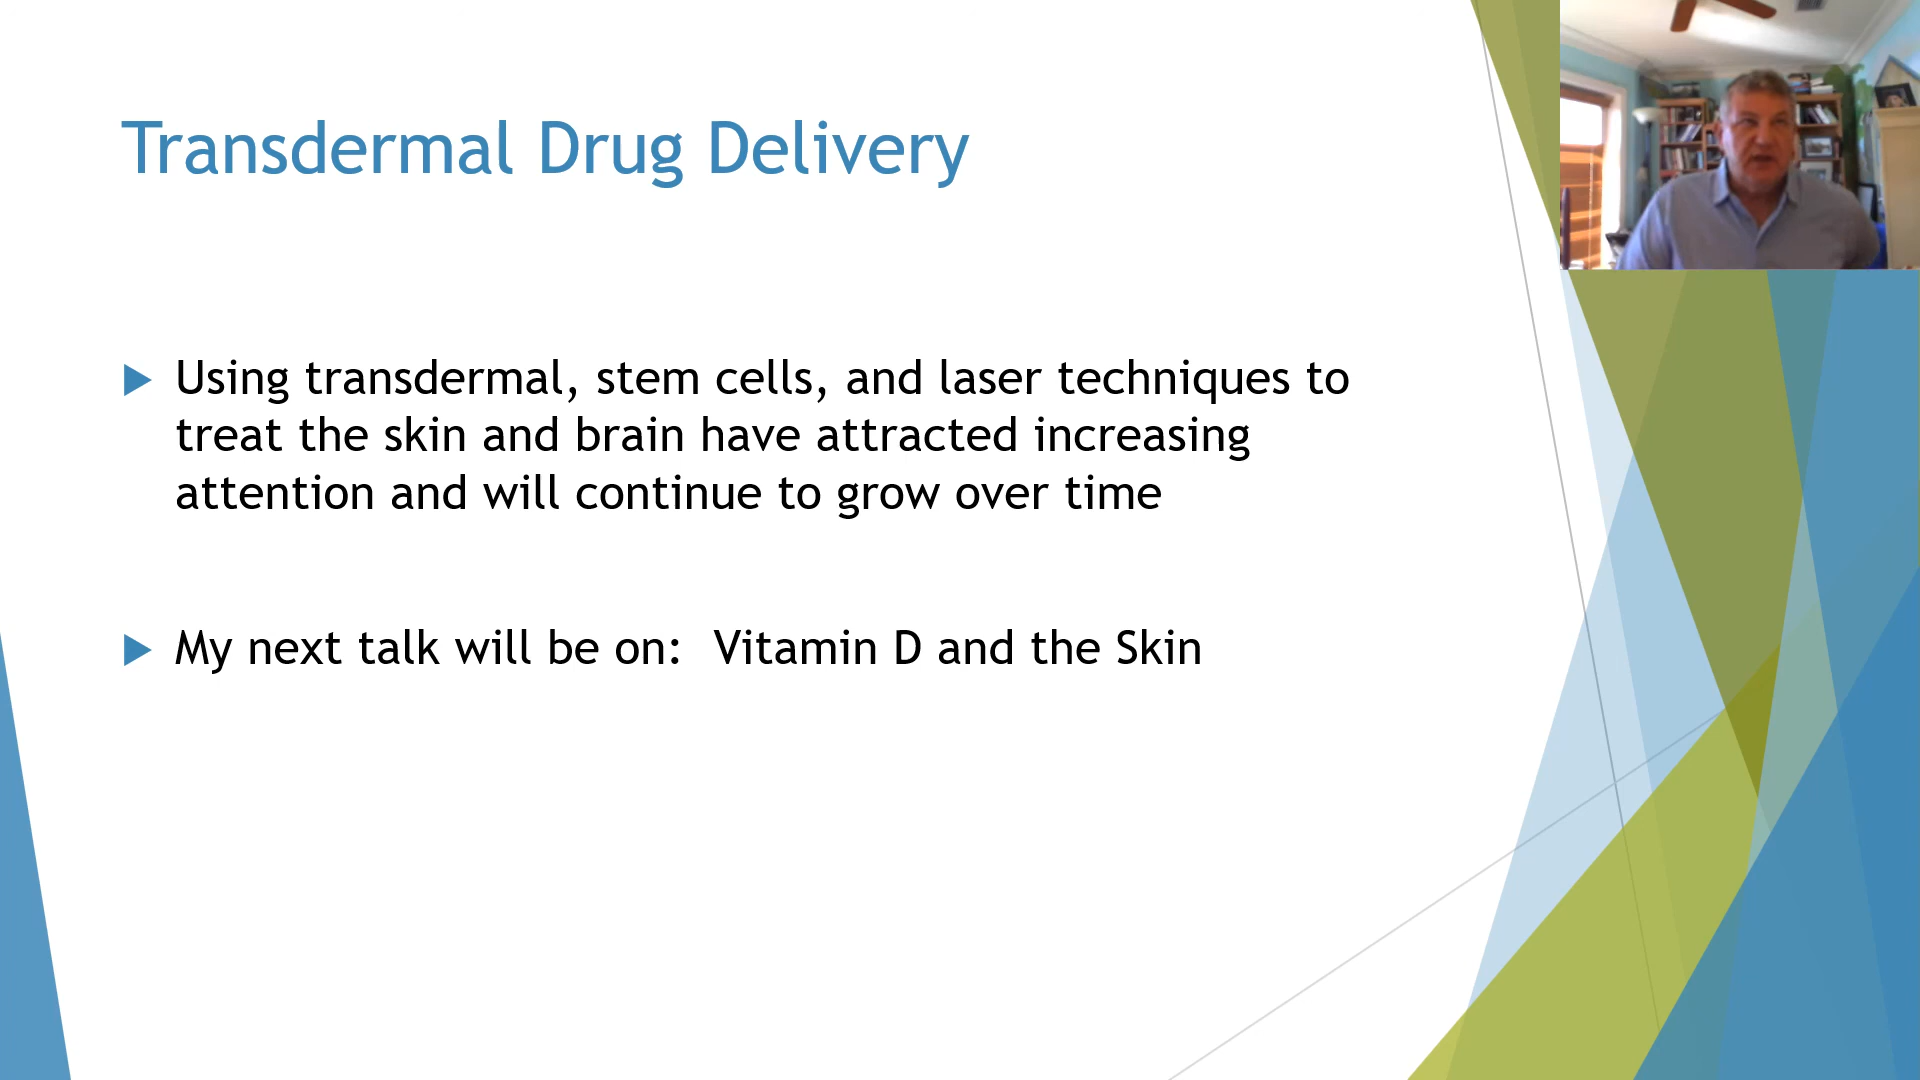 Transdermal Drug Delivery
Using transdermal, stem cells, and laser techniques to
treat the skin and brain have attracted increasing
attention and will continue to grow over time
My next talk will be on:  Vitamin D and the Skin